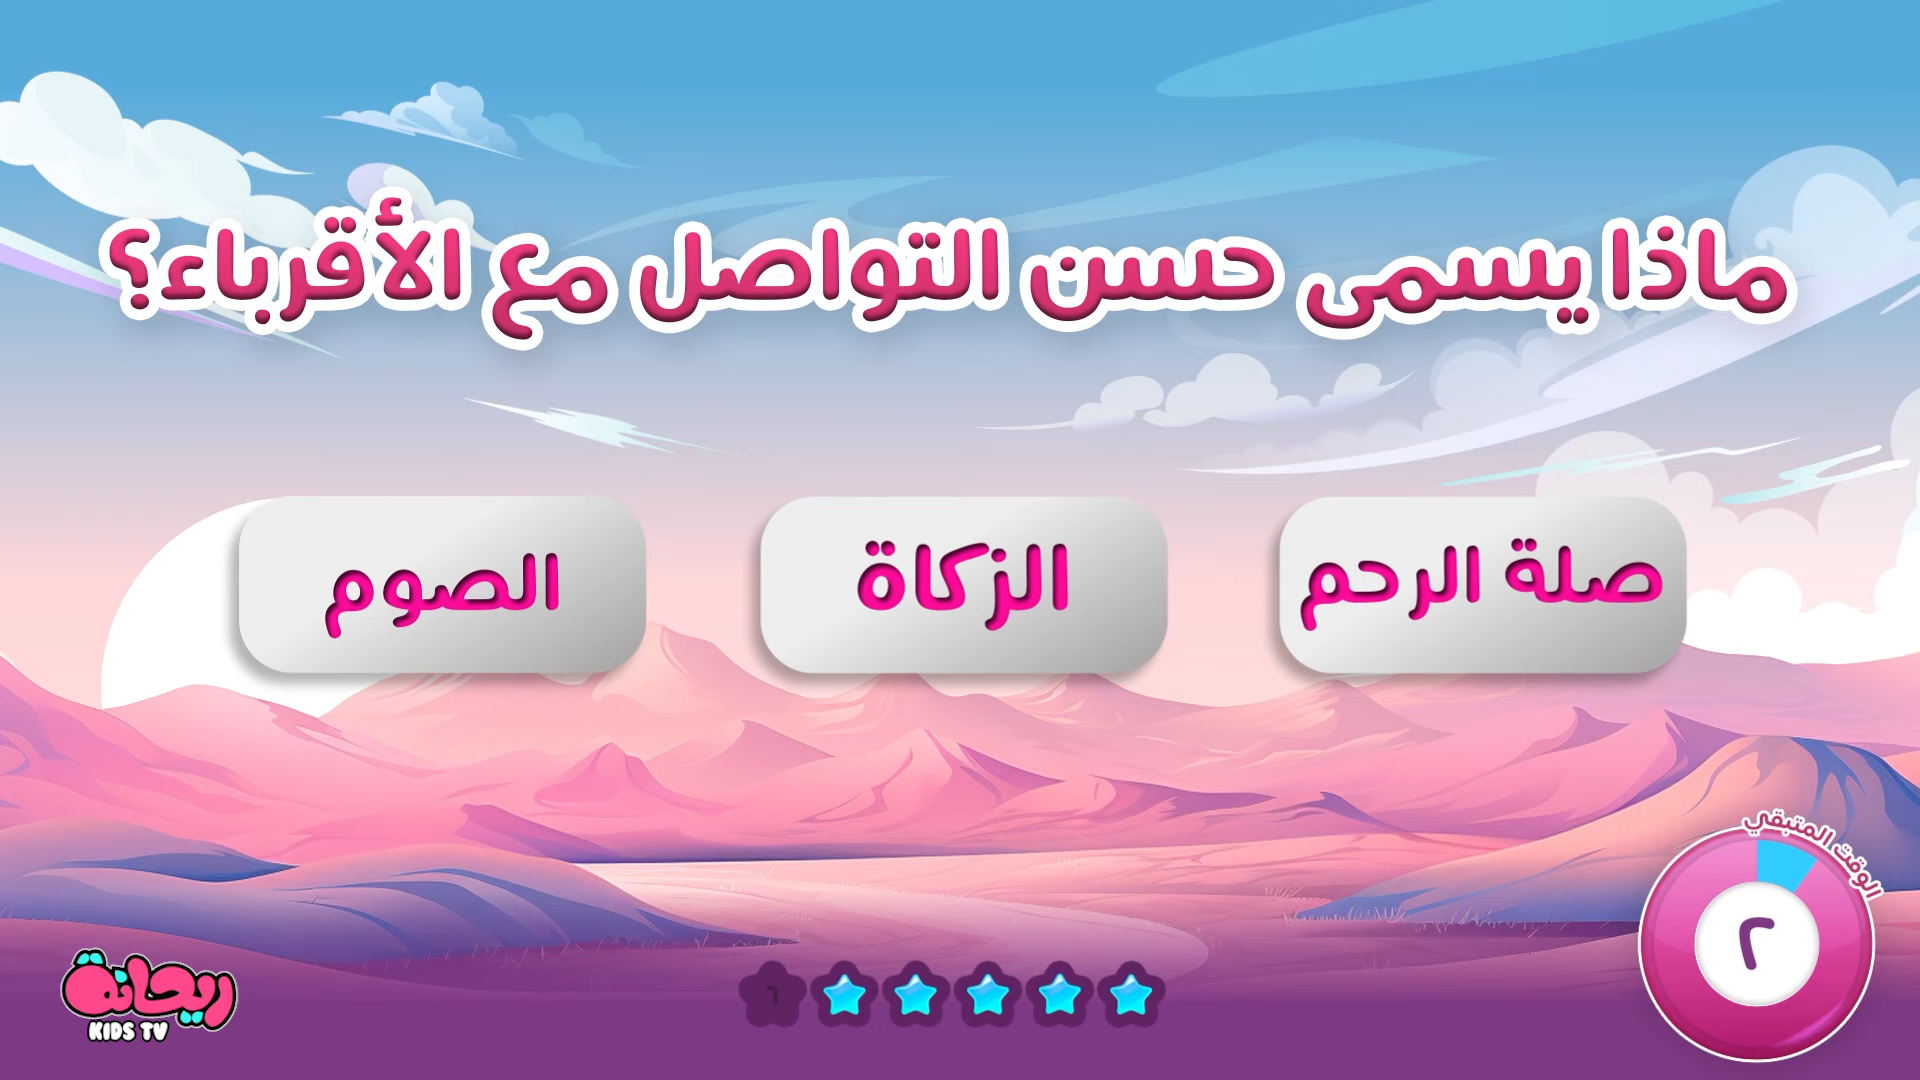 ماذا يسمى حسن التواصل مع الأقرباء؟
صلة الرحم
الزكاة
الصوم
الوقت المتبقي
٢
٦
ريحانة
KIDS TV